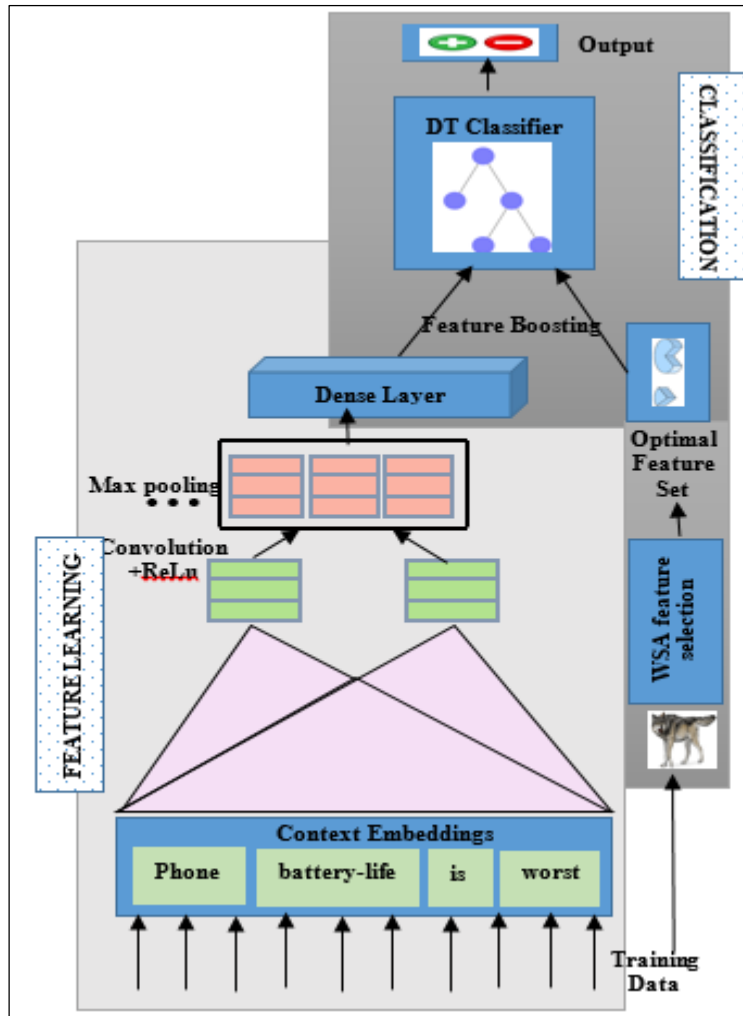 Output
CLASSIFICATION
DT Classifier
Feature Boosting
Dense Layer
Optimal
Feature
Set
Max pooling
Convolution
+ReLu
FEATURE LEARNING
WSA feature
selection
Context Embeddings
Phone
battery-life
is
worst
Training
Data